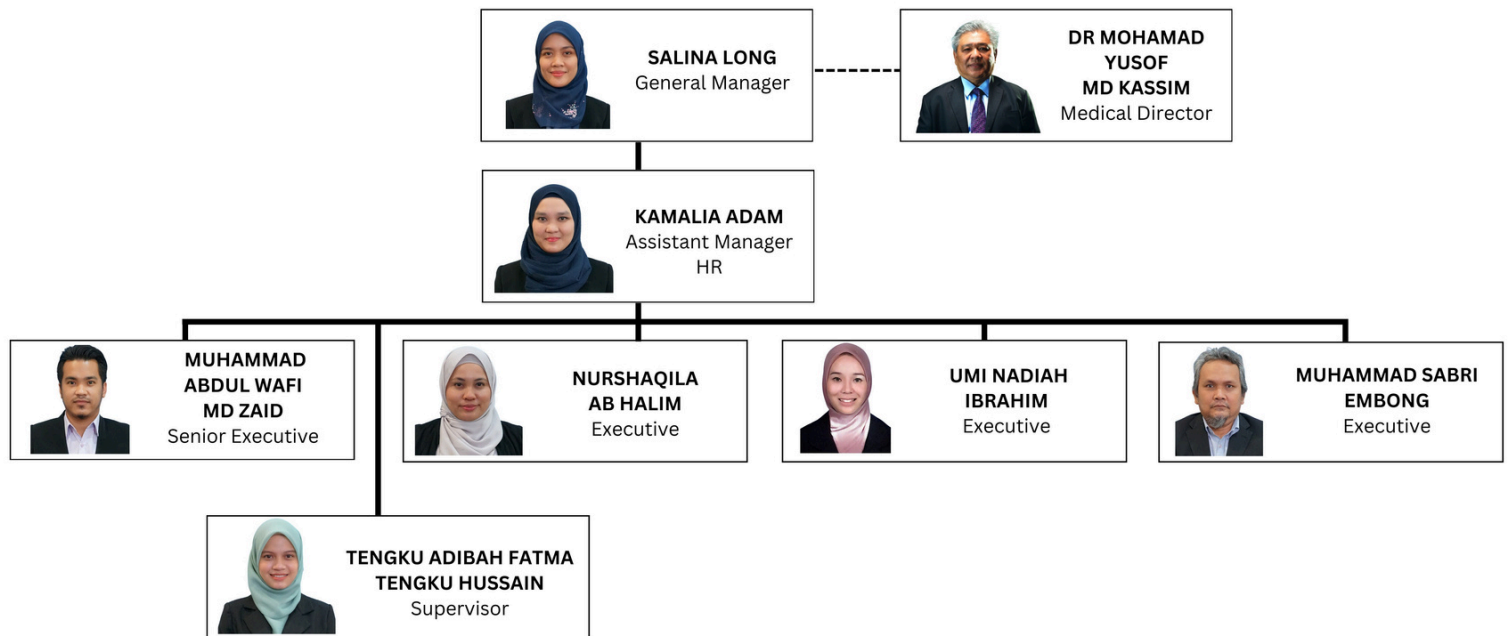 SALINA LONG
General Manager
DR MOHAMAD
YUSOF
MD KASSIM
Medical Director
KAMALIA ADAM
Assistant Manager
HR
MUHAMMAD
ABDUL WAFI
MD ZAID
Senior Executive
NURSHAQILA
AB HALIM
Executive
UMI NADIAH
IBRAHIM
Executive
MUHAMMAD SABRI
EMBONG
Executive
TENGKU ADIBAH FATMA
TENGKU HUSSAIN
Supervisor